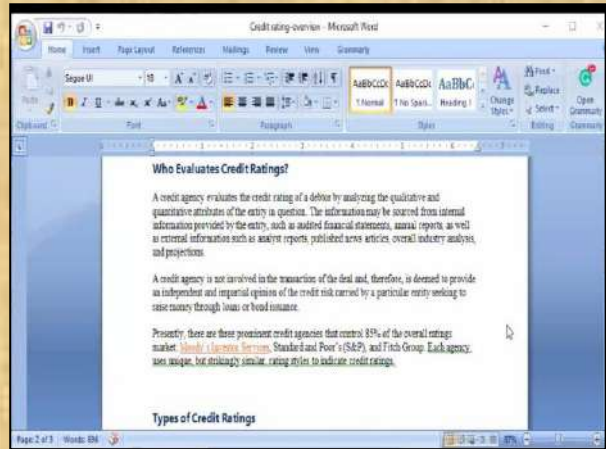 Credit rating-overview - Microsoft Word
Home Insert Page Layout References Mailings Review View Grammarly
Segoe UI 18
AaBbCcDc AaBbCcDc AaBbC
¶ Normal ¶ No Spaci... Heading 1
Change Styles
Find
Replace
Select
Open Grammarly
Clipboard Font Paragraph Styles Editing Grammarly
Who Evaluates Credit Ratings?
A credit agency evaluates the credit rating of a debtor by analyzing the qualitative and
quantitative attributes of the entity in question. The information may be sourced from internal
information provided by the entity, such as audited financial statements, annual reports, as well
as external information such as analyst reports, published news articles, overall industry analysis,
and projections.
A credit agency is not involved in the transaction of the deal and, therefore, is deemed to provide
an independent and impartial opinion of the credit risk carried by a particular entity seeking to
raise money through loans or bond issuance.
Presently, there are three prominent credit agencies that control 85% of the overall ratings
market: Moody's Investor Services, Standard and Poor's (S&P), and Fitch Group. Each agency
uses unique, but strikingly similar, rating styles to indicate credit ratings.
Types of Credit Ratings
Page: 2 of 3 Words: 896 87%